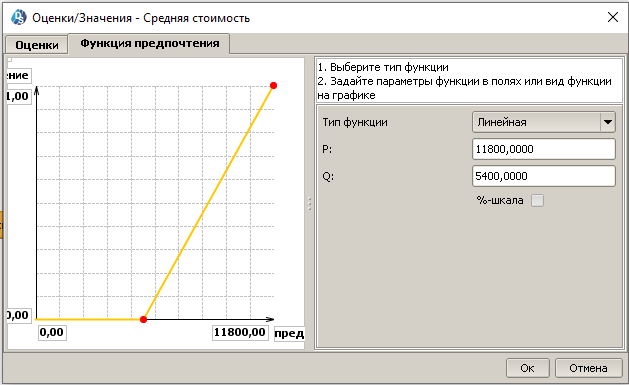 Оценки/Значения - Средняя стоимость
Оценки
Функция предпочтения
ение
1,00
0,00
0,00
11800,00
пред
1. Выберите тип функции
2. Задайте параметры функции в полях или вид функции
на графике
Тип функции
Линейная
P:
11800,0000
Q:
5400,0000
%-шкала
Ок
Отмена